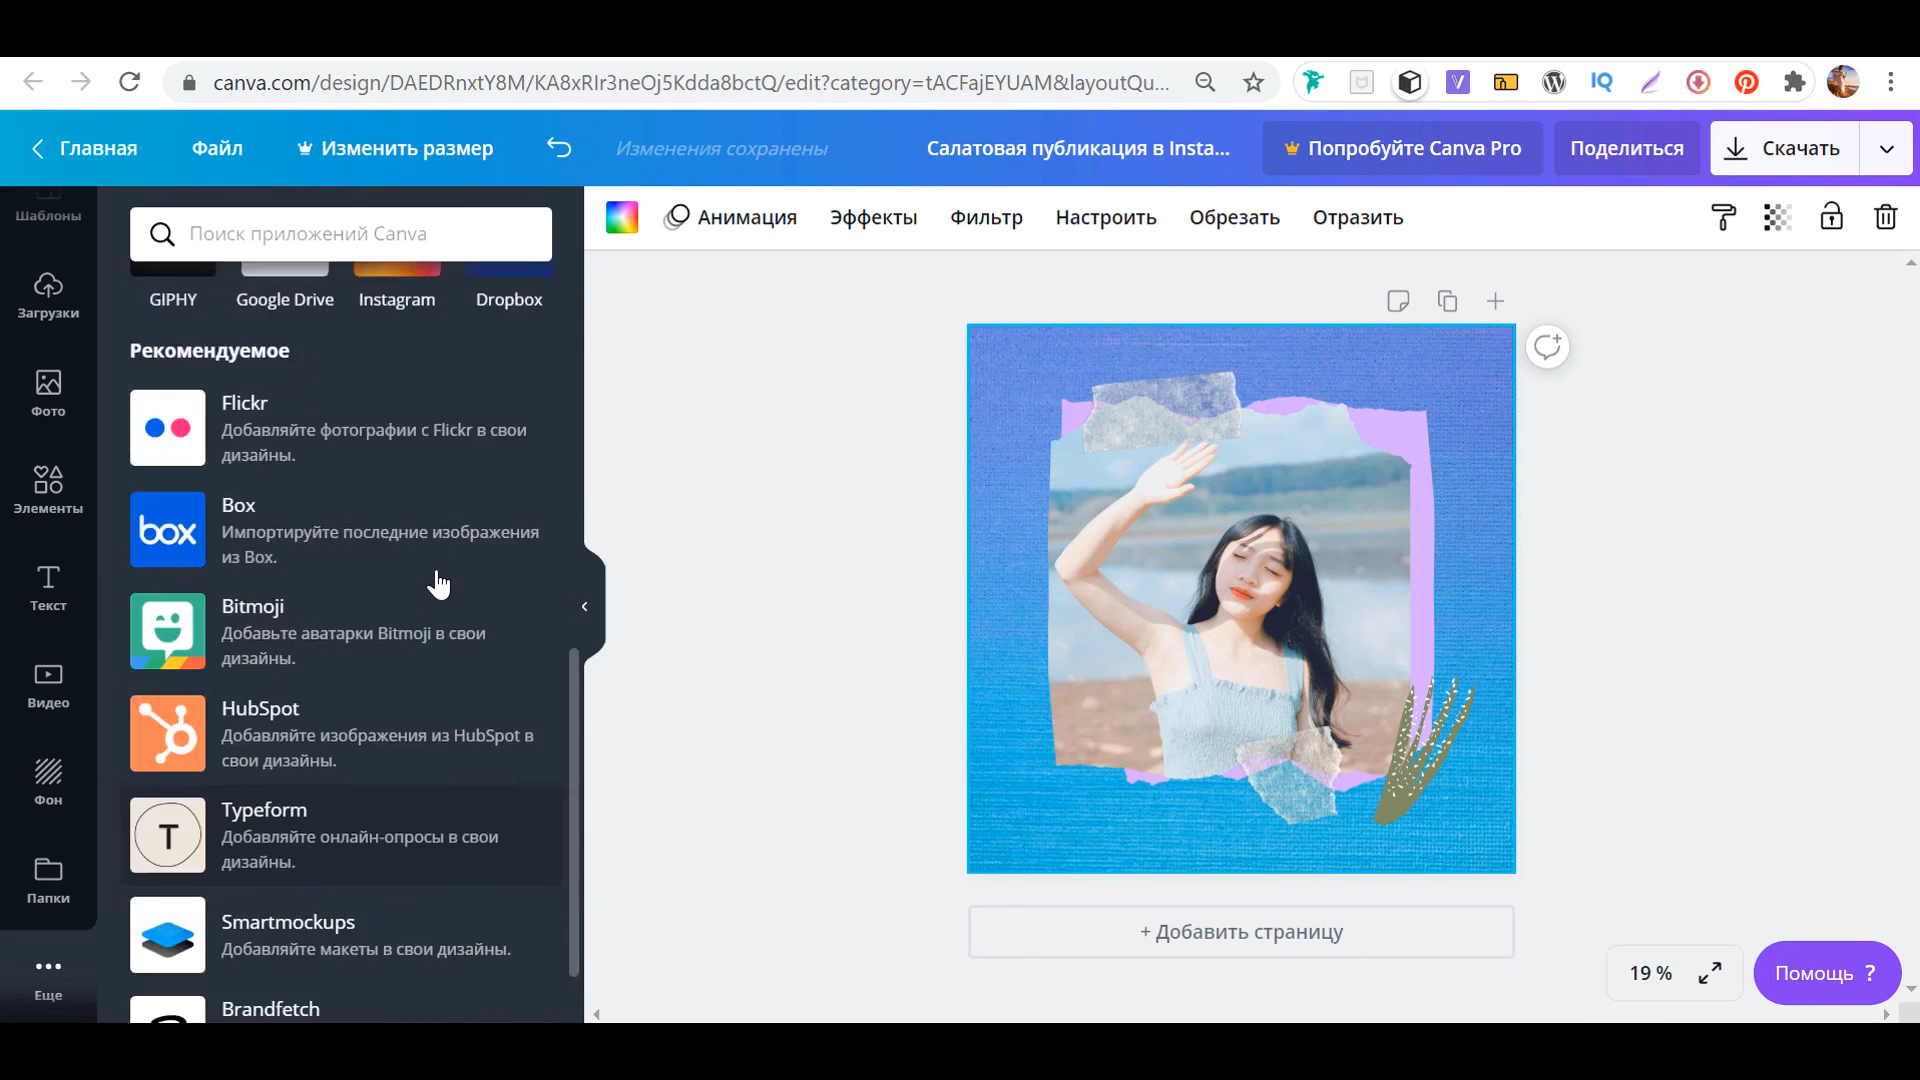 canva.com/design/DAEDRnxtY8M/KA8xRIr3neOj5Kdda8bctQ/edit?category=tACFajEYUAM&layoutQu...
Главная
Файл
Изменить размер
Изменения сохранены
Салатовая публикация в Insta...
Попробуйте Canva Pro
Поделиться
Скачать
Шаблоны
Загрузки
Фото
Элементы
Текст
Видео
Фон
Папки
Еще
Поиск приложений Canva
GIPHY
Google Drive
Instagram
Dropbox
Рекомендуемое
Flickr
Добавляйте фотографии с Flickr в свои
дизайны.
box
Box
Импортируйте последние изображения
из Box.
Bitmoji
Добавьте аватарки Bitmoji в свои
дизайны.
HubSpot
Добавляйте изображения из HubSpot в
свои дизайны.
T
Typeform
Добавляйте онлайн-опросы в свои
дизайны.
Smartmockups
Добавляйте макеты в свои дизайны.
Brandfetch
Анимация
Эффекты
Фильтр
Настроить
Обрезать
Отразить
+ Добавить страницу
19 %
Помощь ?